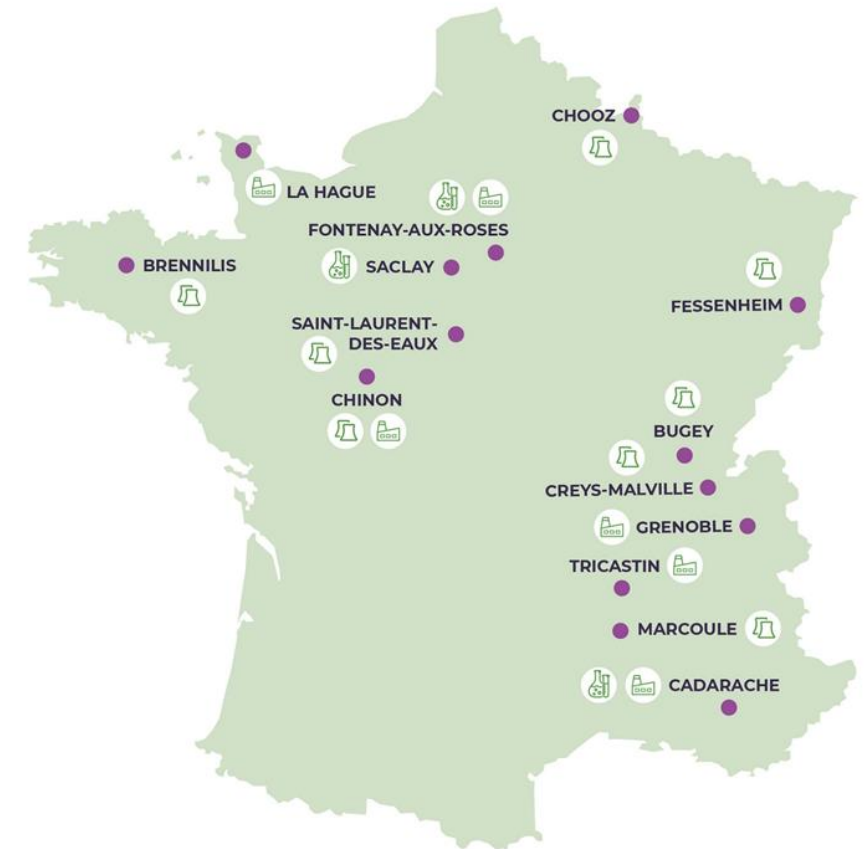 CHOOZ
LA HAGUE
FONTENAY-AUX-ROSES
BRENNILIS
SACLAY
FESSENHEIM
SAINT-LAURENT-
DES-EAUX
CHINON
BUGEY
CREYS-MALVILLE
GRENOBLE
TRICASTIN
MARCOULE
CADARACHE